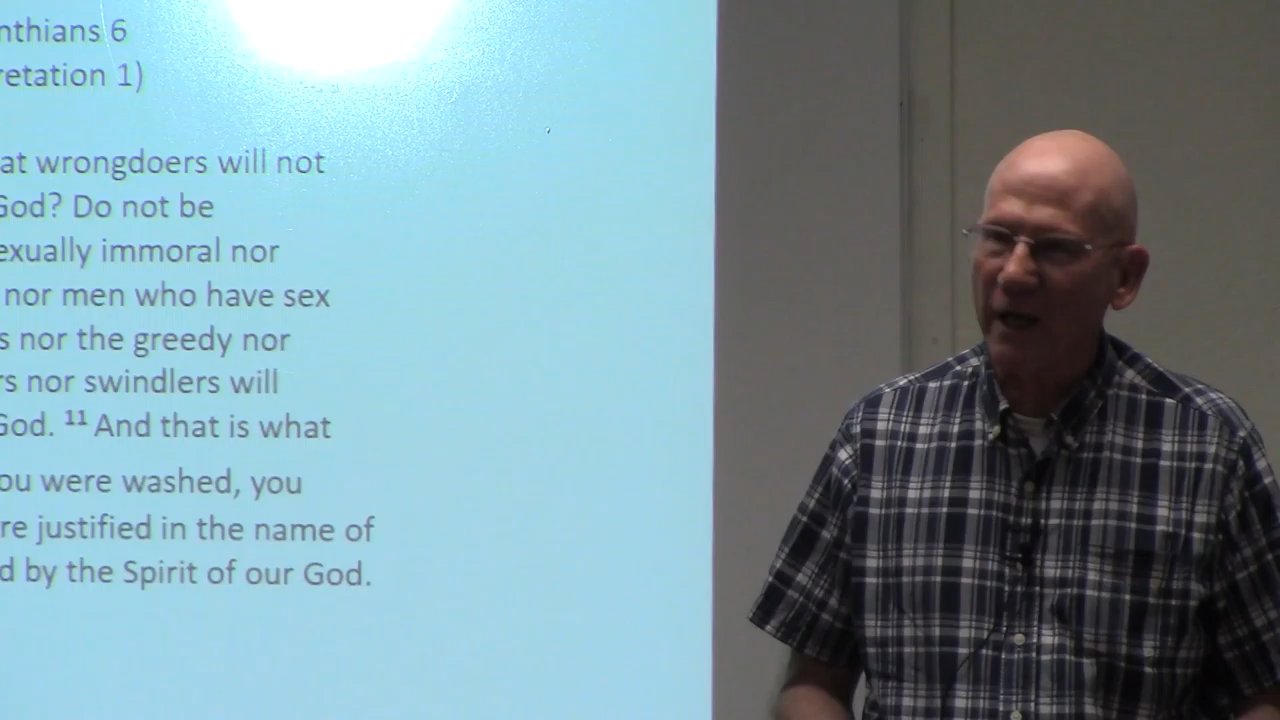 nthians 6
retation 1)
at wrongdoers will not
God? Do not be
exually immoral nor
nor men who have sex
s nor the greedy nor
rs nor swindlers will
God. 11 And that is what
ou were washed, you
re justified in the name of
d by the Spirit of our God.